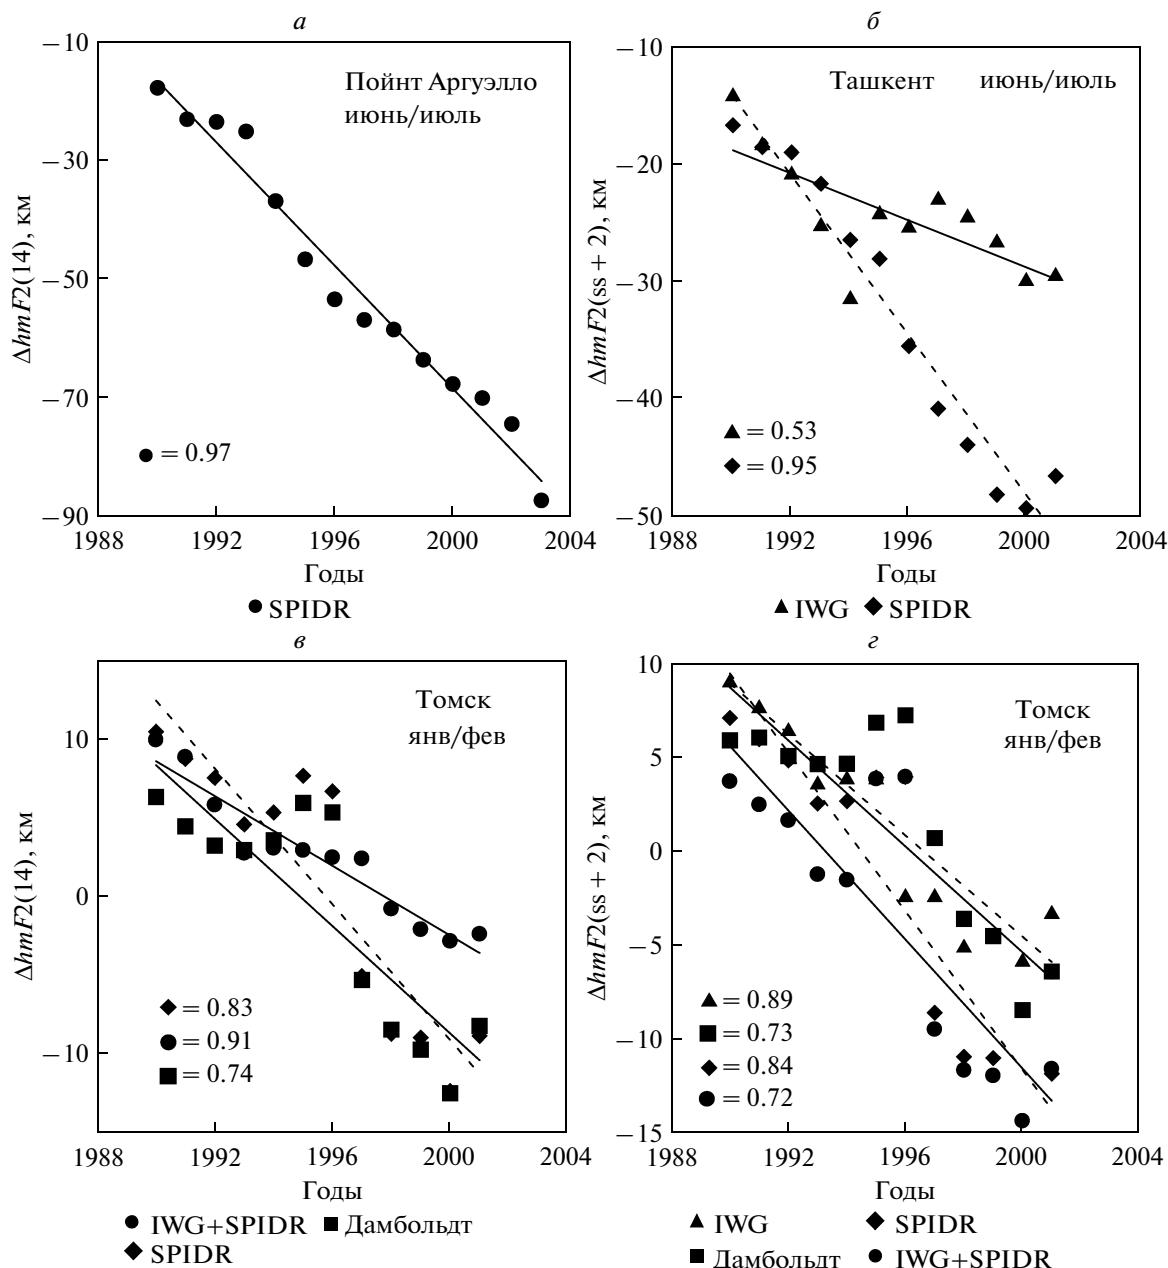 а
−10
−30
−50
−70
−90
ΔhmF2(14), км
Пойнт Аргуэлло
июнь/июль
= 0.97
1988 1992 1996 2000 2004
Годы
SPIDR
б
−10
−20
−30
−40
−50
ΔhmF2(ss + 2), км
Ташкент июнь/июль
= 0.53
= 0.95
1988 1992 1996 2000 2004
Годы
IWG SPIDR
в
10
0
−10
ΔhmF2(14), км
Томск
янв/фев
= 0.83
= 0.91
= 0.74
1988 1992 1996 2000 2004
Годы
IWG+SPIDR Дамбольдт
SPIDR
г
10
5
0
−5
−10
−15
ΔhmF2(ss + 2), км
Томск
янв/фев
= 0.89
= 0.73
= 0.84
= 0.72
1988 1992 1996 2000 2004
Годы
IWG SPIDR
Дамбольдт IWG+SPIDR